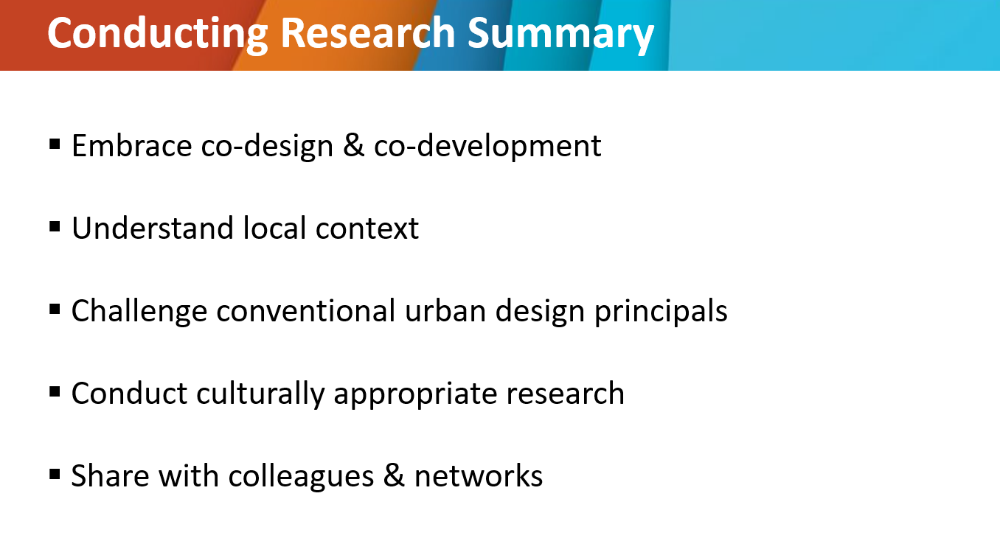 Conducting Research Summary
▪ Embrace co-design & co-development
▪ Understand local context
▪ Challenge conventional urban design principals
▪ Conduct culturally appropriate research
▪ Share with colleagues & networks